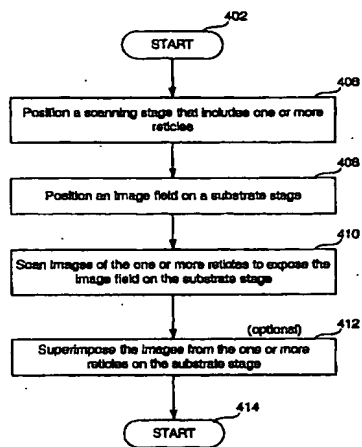 402
START
406
Position a scanning stage that includes one or more
reticles
408
Position an image field on a substrate stage
410
Scan images of the one or more reticles to expose the
image field on the substrate stage
(optional)
412
Superimpose the images from the one or more
reticles on the substrate stage
START
414